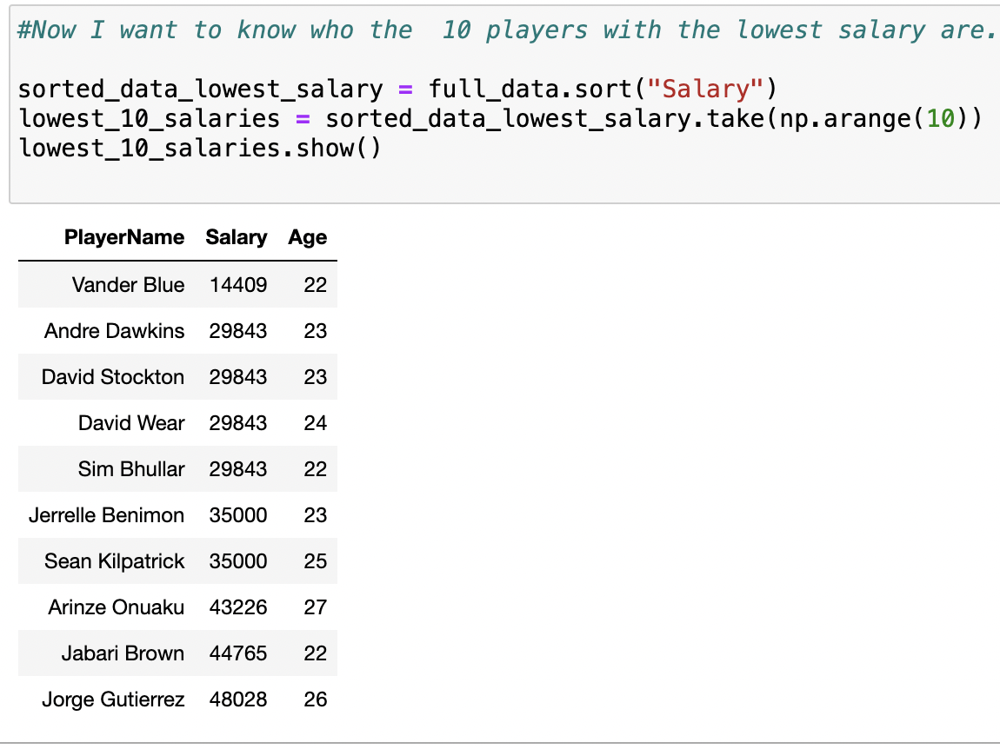 #Now I want to know who the  10 players with the lowest salary are.
sorted_data_lowest_salary = full_data.sort("Salary")
lowest_10_salaries = sorted_data_lowest_salary.take(np.arange(10))
lowest_10_salaries.show()
PlayerName Salary Age
Vander Blue 14409 22
Andre Dawkins 29843 23
David Stockton 29843 23
David Wear 29843 24
Sim Bhullar 29843 22
Jerrelle Benimon 35000 23
Sean Kilpatrick 35000 25
Arinze Onuaku 43226 27
Jabari Brown 44765 22
Jorge Gutierrez 48028 26